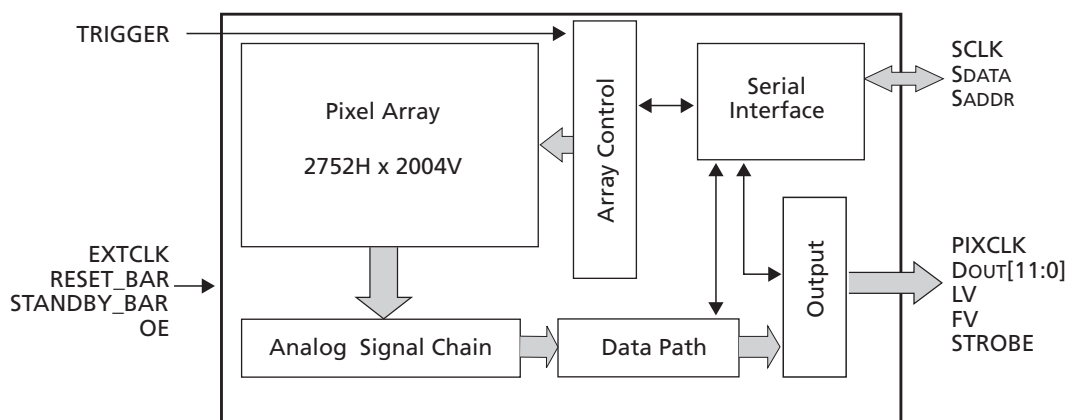 TRIGGER
Pixel Array
2752H x 2004V
Array Control
Serial
Interface
SCLK
SDATA
SADDR
EXTCLK
RESET_BAR
STANDBY_BAR
OE
Analog Signal Chain
Data Path
Output
PIXCLK
DOUT[11:0]
LV
FV
STROBE